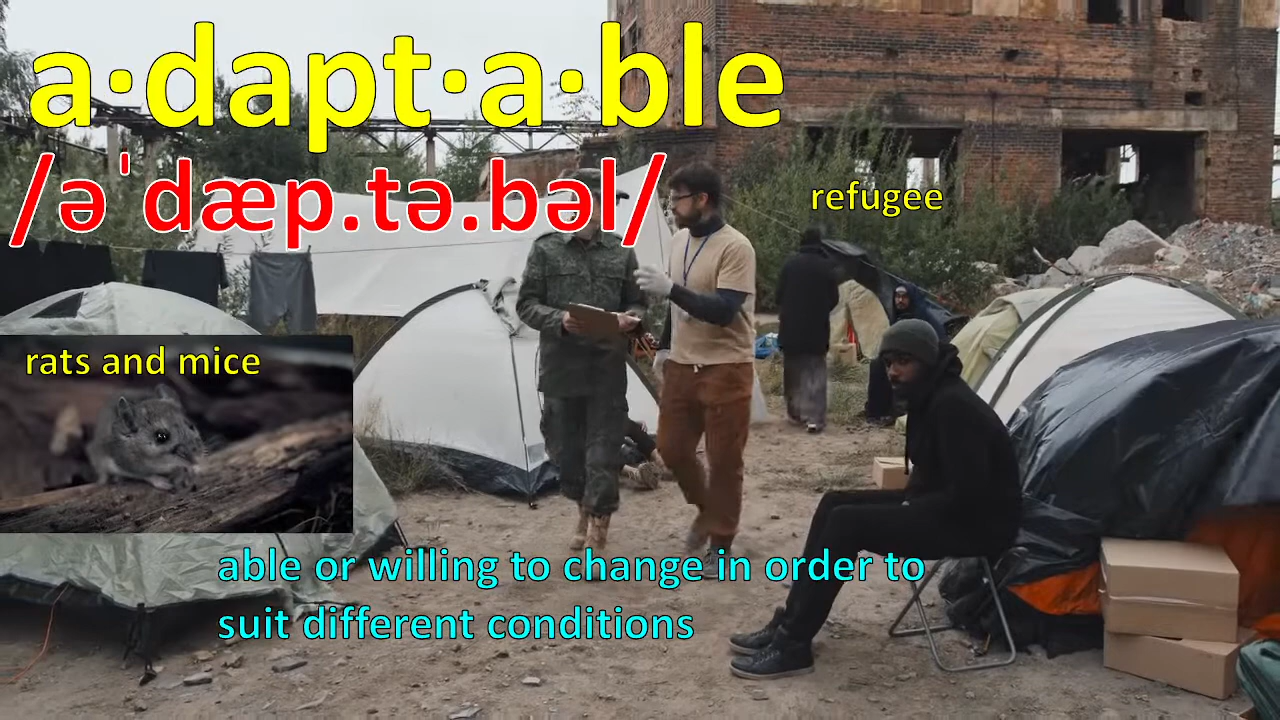 a·dapt·a·ble
/əˈdæp.tə.bəl/
refugee
rats and mice
able or willing to change in order to
suit different conditions